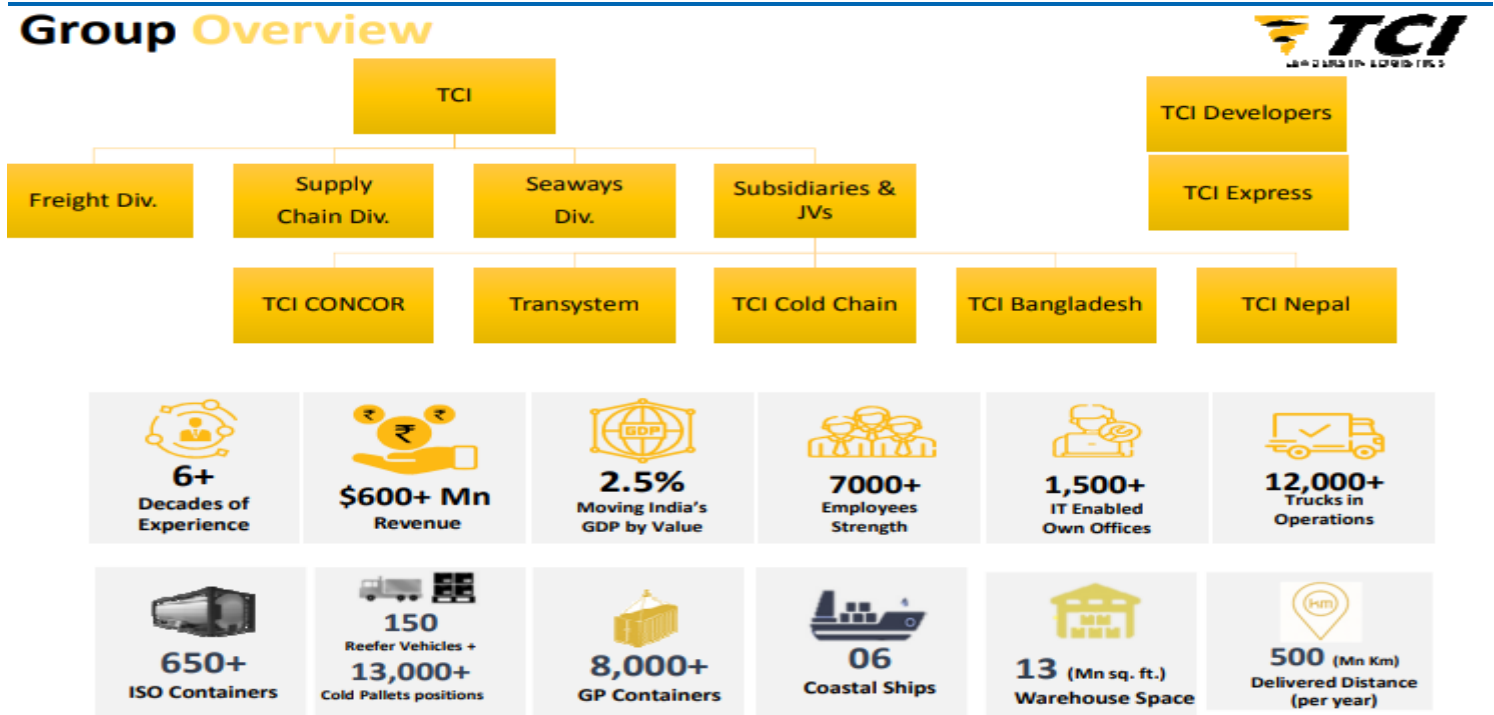 Group Overview
TCI
LEADERS IN LOGISTICS
TCI
TCI Developers
Freight Div.
Supply
Chain Div.
Seaways
Div.
Subsidiaries &
JVs
TCI Express
TCI CONCOR
Transystem
TCI Cold Chain
TCI Bangladesh
TCI Nepal
6+
Decades of
Experience
₹ ₹ ₹
$600+ Mn
Revenue
GDP
2.5%
Moving India's
GDP by Value
7000+
Employees
Strength
1,500+
IT Enabled
Own Offices
12,000+
Trucks in
Operations
650+
ISO Containers
150
Reefer Vehicles +
13,000+
Cold Pallets positions
8,000+
GP Containers
06
Coastal Ships
13 (Mn sq. ft.)
Warehouse Space
km
500 (Mn Km)
Delivered Distance
(per year)